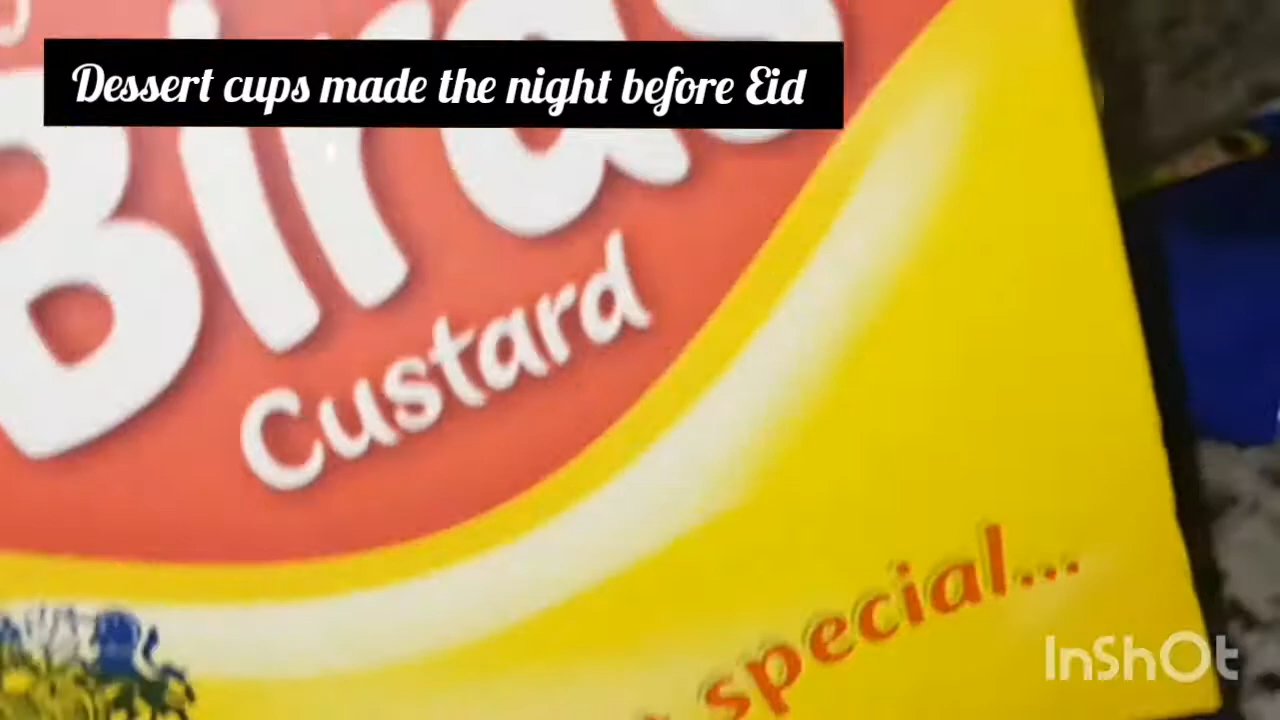 Dessert cups made the night before Eid
Birds
Custard
special...
InShOt